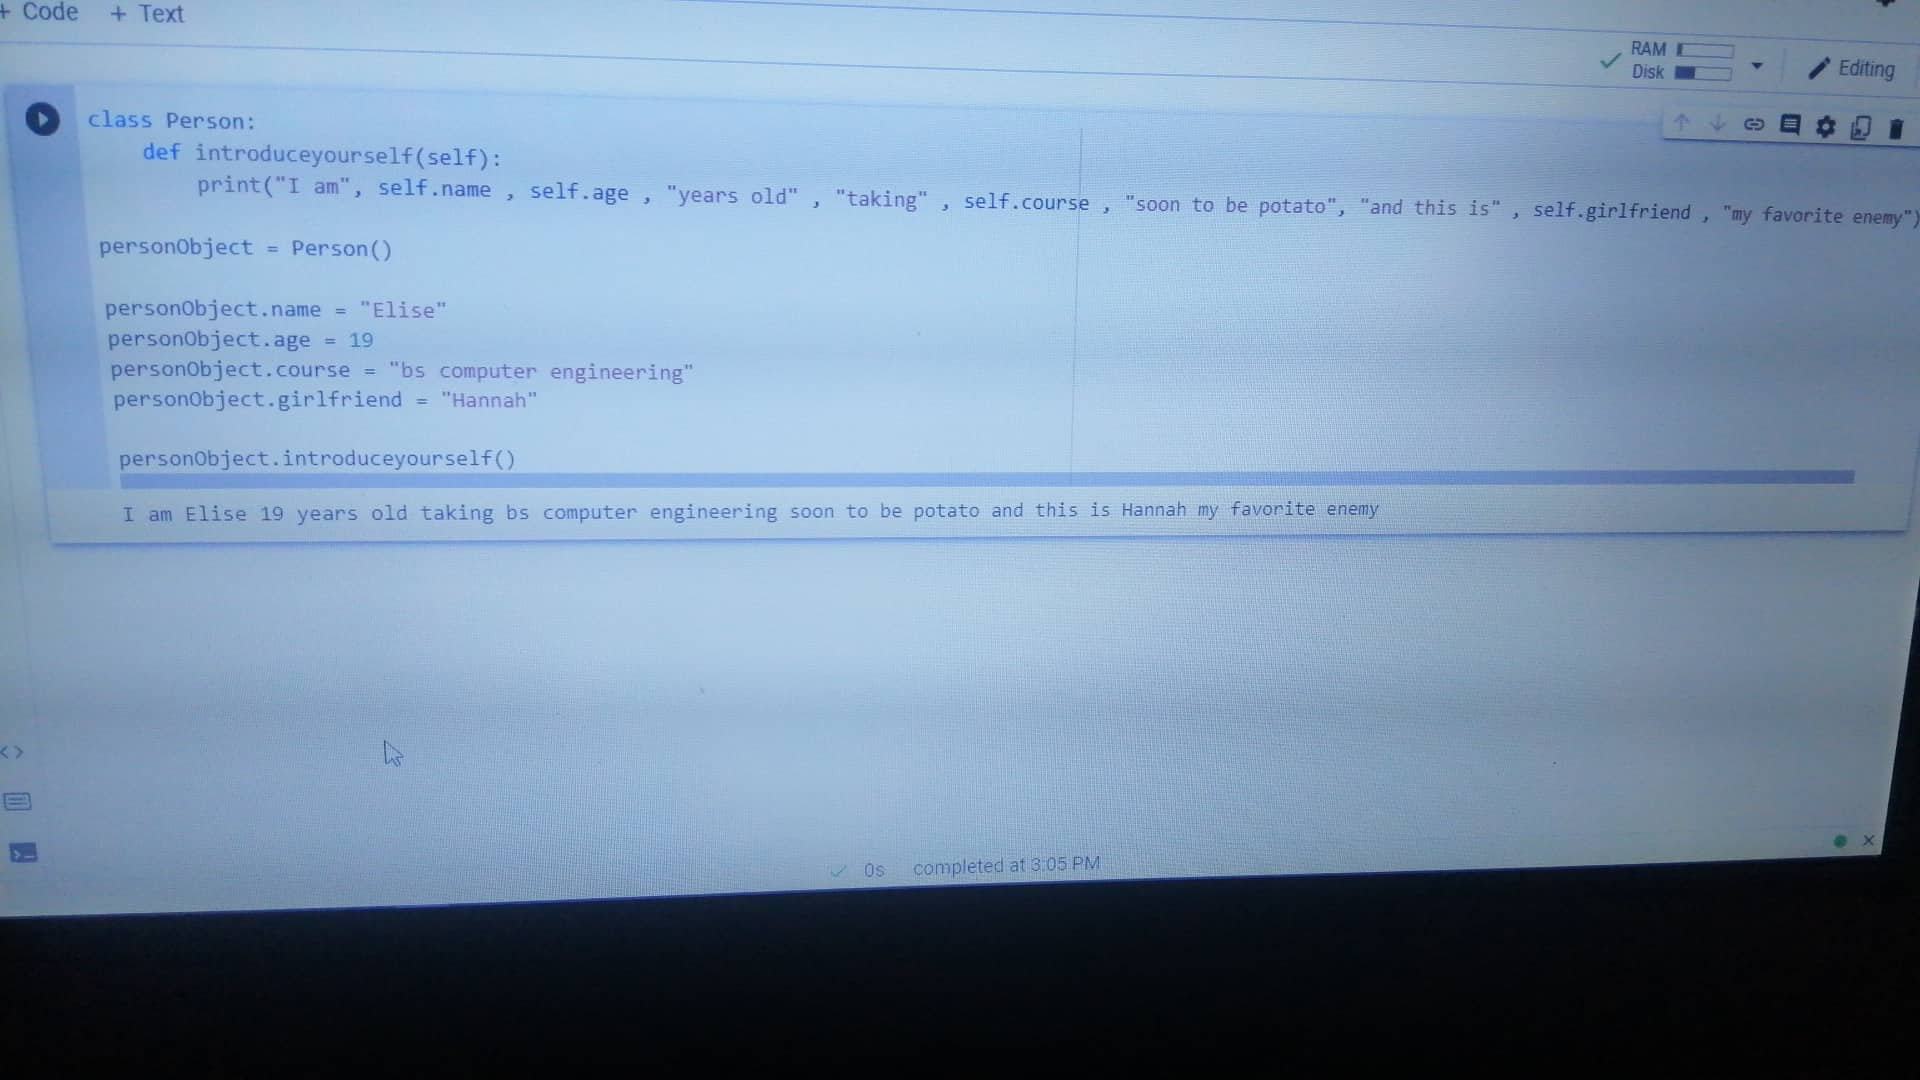 + Code + Text
RAM
Disk
Editing
class Person:
def introduceyourself(self):
print("I am", self.name , self.age , "years old" , "taking" , self.course , "soon to be potato", "and this is" , self.girlfriend , "my favorite enemy")
personObject = Person()
personObject.name = "Elise"
personObject.age = 19
personObject.course = "bs computer engineering"
personObject.girlfriend = "Hannah"
personObject.introduceyourself()
I am Elise 19 years old taking bs computer engineering soon to be potato and this is Hannah my favorite enemy
0s completed at 3:05 PM